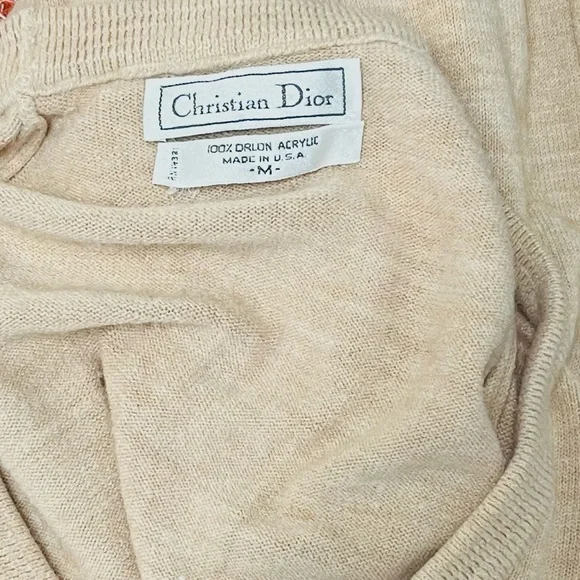 Christian Dior
100% ORLON ACRYLIC
MADE IN U.S.A.
-M-